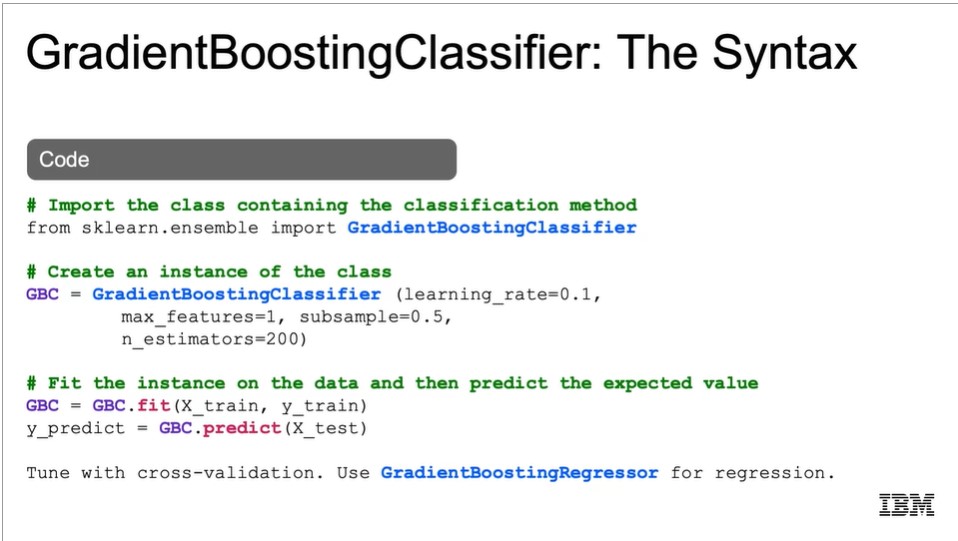 GradientBoostingClassifier: The Syntax
Code
# Import the class containing the classification method
from sklearn.ensemble import GradientBoostingClassifier
# Create an instance of the class
GBC = GradientBoostingClassifier (learning_rate=0.1,
max_features=1, subsample=0.5,
n_estimators=200)
# Fit the instance on the data and then predict the expected value
GBC = GBC.fit(X_train, y_train)
y_predict = GBC.predict(X_test)
Tune with cross-validation. Use GradientBoostingRegressor for regression.
IBM